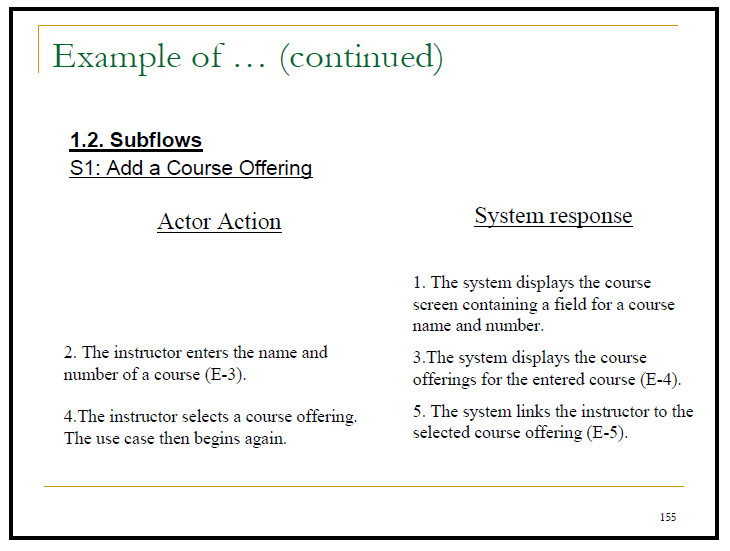 Example of … (continued)
1.2. Subflows
S1: Add a Course Offering
Actor Action
System response
1. The system displays the course
screen containing a field for a course
name and number.
2. The instructor enters the name and
number of a course (E-3).
3.The system displays the course
offerings for the entered course (E-4).
4.The instructor selects a course offering.
The use case then begins again.
5. The system links the instructor to the
selected course offering (E-5).
155